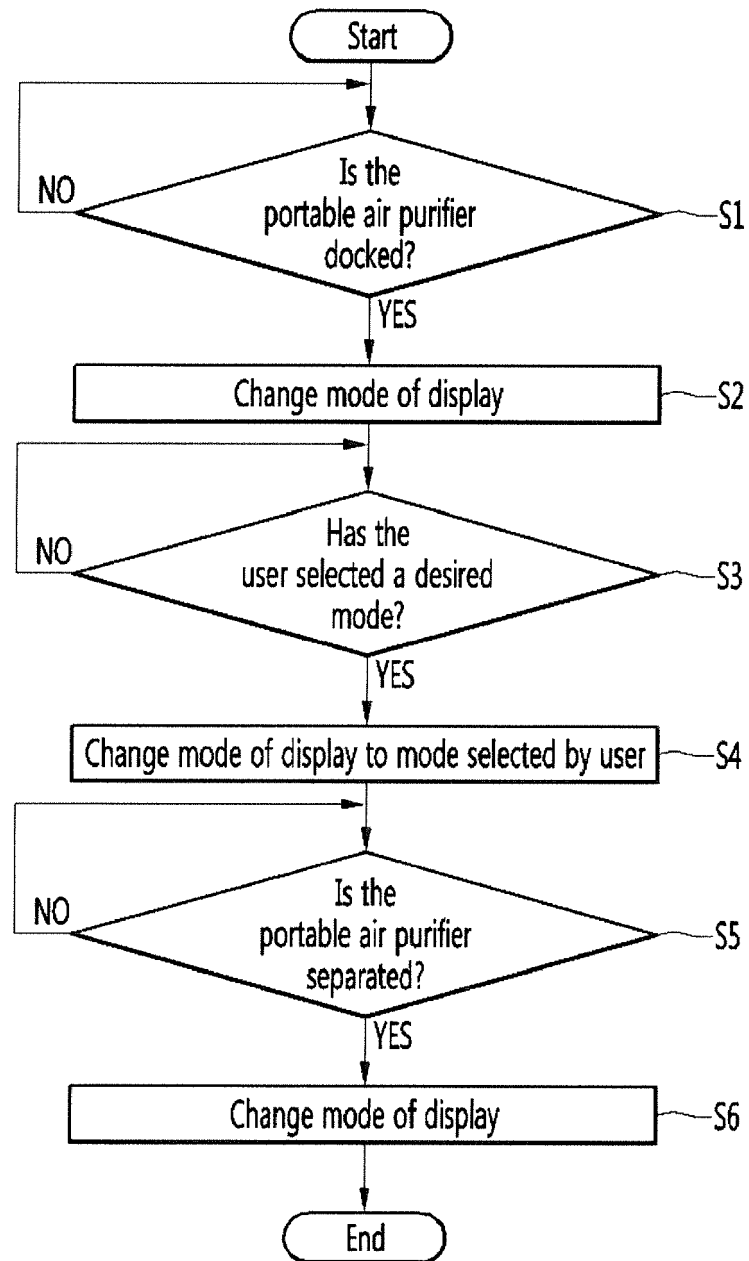 Start
Is the
portable air purifier
docked?
NO
S1
YES
Change mode of display
S2
Has the
user selected a desired
mode?
NO
S3
YES
Change mode of display to mode selected by user
S4
Is the
portable air purifier
separated?
NO
S5
YES
Change mode of display
S6
End